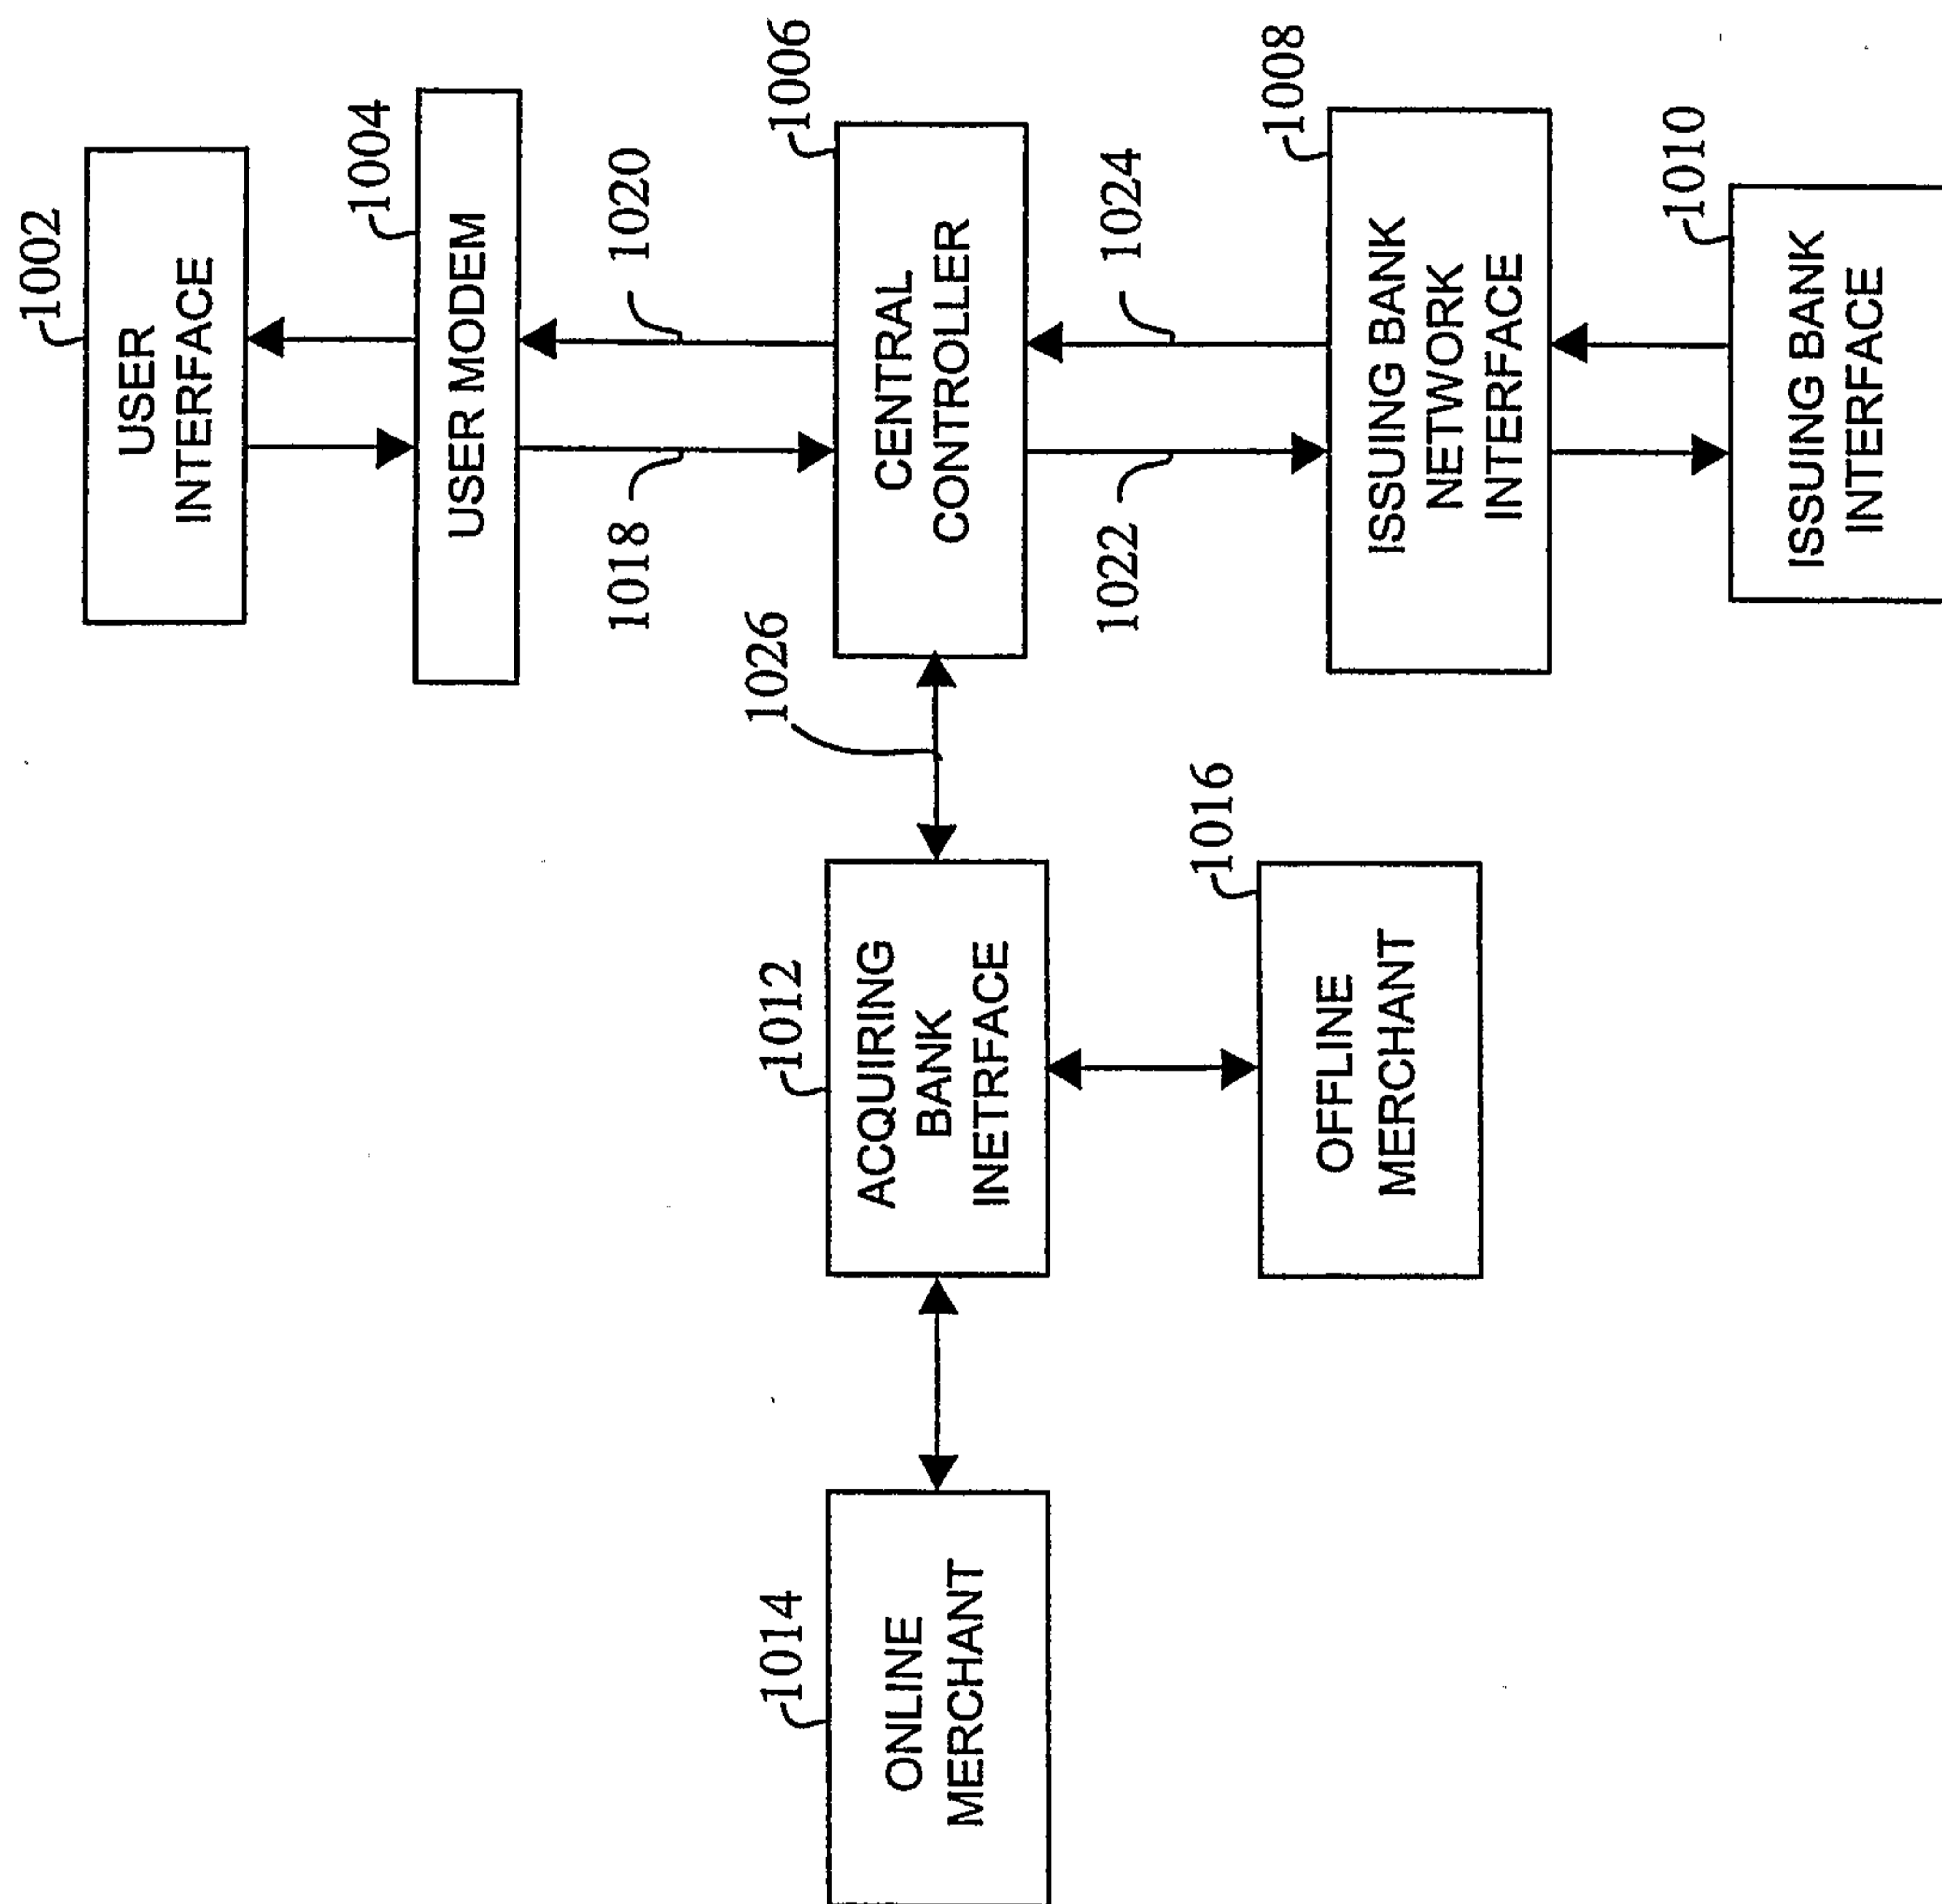 1002
USER
INTERFACE
1004
USER MODEM
1018
1020
1006
CENTRAL
CONTROLLER
1022
1024
1008
ISSUING BANK
NETWORK
INTERFACE
1010
ISSUING BANK
INTERFACE
1026
1012
ACQUIRING
BANK
INETRFACE
1016
OFFLINE
MERCHANT
1014
ONLINE
MERCHANT